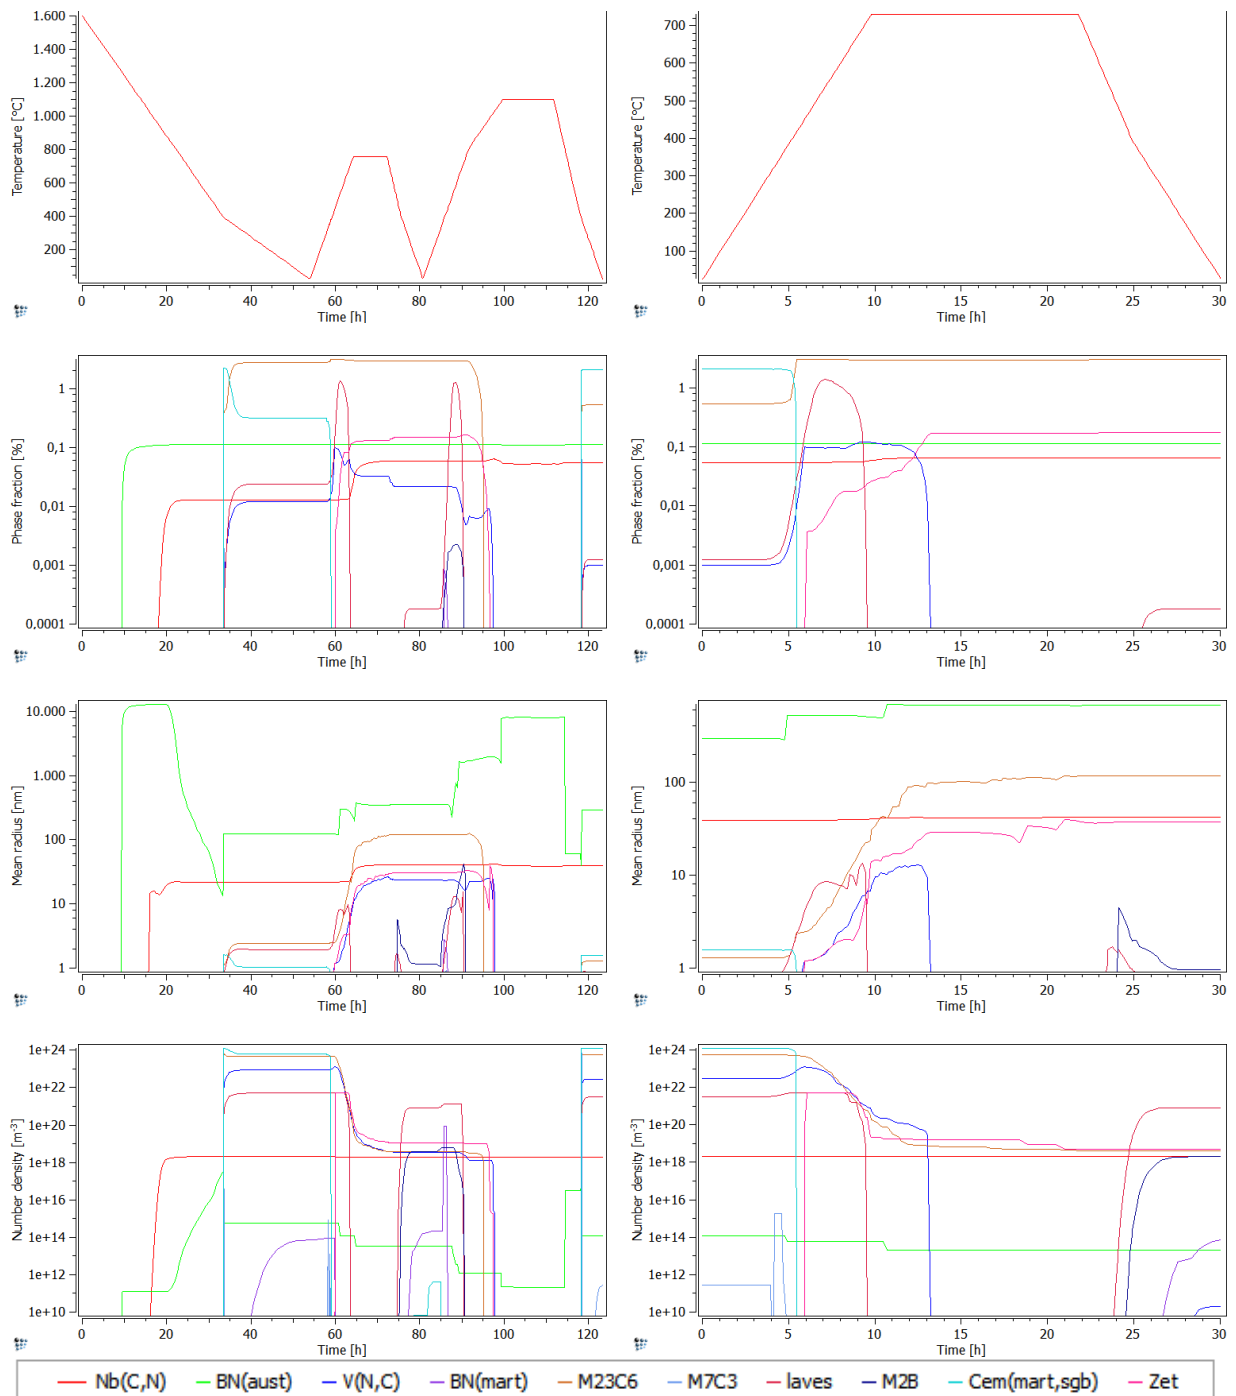 1.600
1.400
1.200
1.000
800
600
400
200
Temperature [°C]
0 20 40 60 80 100 120
Time [h]
700
600
500
400
300
200
100
Temperature [°C]
0 5 10 15 20 25 30
Time [h]
1
0,1
0,01
0,001
0,0001
Phase fraction [%]
0 20 40 60 80 100 120
Time [h]
1
0,1
0,01
0,001
0,0001
Phase fraction [%]
0 5 10 15 20 25 30
Time [h]
10.000
1.000
100
10
1
Mean radius [nm]
0 20 40 60 80 100 120
Time [h]
100
10
1
Mean radius [nm]
0 5 10 15 20 25 30
Time [h]
1e+24
1e+22
1e+20
1e+18
1e+16
1e+14
1e+12
1e+10
Number density [m⁻³]
0 20 40 60 80 100 120
Time [h]
1e+24
1e+22
1e+20
1e+18
1e+16
1e+14
1e+12
1e+10
Number density [m⁻³]
0 5 10 15 20 25 30
Time [h]
Nb(C,N) BN(aust) V(N,C) BN(mart) M23C6 M7C3 laves M2B Cem(mart,sgb) Zet